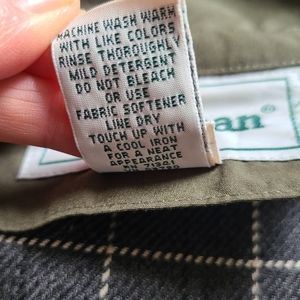 MACHINE WASH WARM
WITH LIKE COLORS
RINSE THOROUGHLY
MILD DETERGENT
DO NOT BLEACH
OR USE
FABRIC SOFTENER
LINE DRY
TOUCH UP WITH
A COOL IRON
FOR A NEAT
APPEARANCE
an